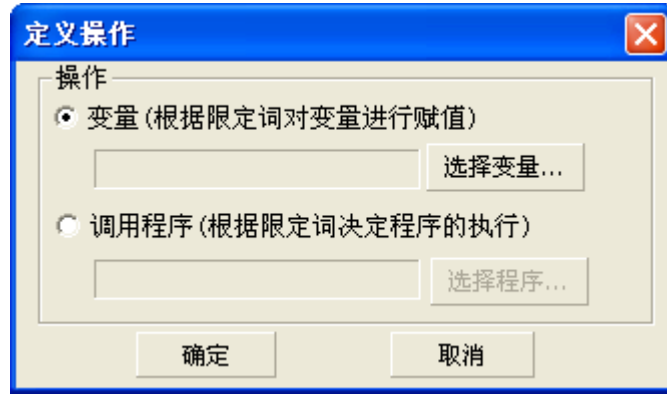 定义操作
操作
变量(根据限定词对变量进行赋值)
选择变量...
调用程序(根据限定词决定程序的执行)
选择程序...
确定 取消